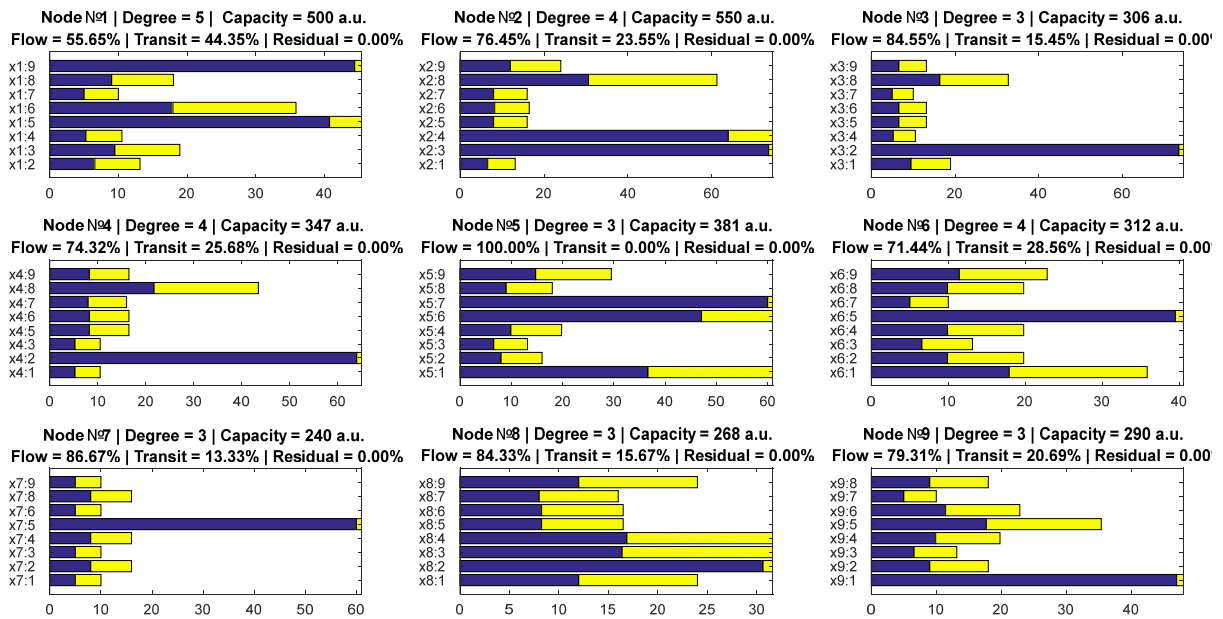 Node №1 | Degree = 5 | Capacity = 500 a.u.
Flow = 55.65% | Transit = 44.35% | Residual = 0.00%
x1:9
x1:8
x1:7
x1:6
x1:5
x1:4
x1:3
x1:2
0 10 20 30 40
Node №2 | Degree = 4 | Capacity = 550 a.u.
Flow = 76.45% | Transit = 23.55% | Residual = 0.00%
x2:9
x2:8
x2:7
x2:6
x2:5
x2:4
x2:3
x2:1
0 20 40 60
Node №3 | Degree = 3 | Capacity = 306 a.u.
Flow = 84.55% | Transit = 15.45% | Residual = 0.00%
x3:9
x3:8
x3:7
x3:6
x3:5
x3:4
x3:2
x3:1
0 20 40 60
Node №4 | Degree = 4 | Capacity = 347 a.u.
Flow = 74.32% | Transit = 25.68% | Residual = 0.00%
x4:9
x4:8
x4:7
x4:6
x4:5
x4:3
x4:2
x4:1
0 10 20 30 40 50 60
Node №5 | Degree = 3 | Capacity = 381 a.u.
Flow = 100.00% | Transit = 0.00% | Residual = 0.00%
x5:9
x5:8
x5:7
x5:6
x5:4
x5:3
x5:2
x5:1
0 10 20 30 40 50 60
Node №6 | Degree = 4 | Capacity = 312 a.u.
Flow = 71.44% | Transit = 28.56% | Residual = 0.00%
x6:9
x6:8
x6:7
x6:5
x6:4
x6:3
x6:2
x6:1
0 10 20 30 40
Node №7 | Degree = 3 | Capacity = 240 a.u.
Flow = 86.67% | Transit = 13.33% | Residual = 0.00%
x7:9
x7:8
x7:6
x7:5
x7:4
x7:3
x7:2
x7:1
0 10 20 30 40 50 60
Node №8 | Degree = 3 | Capacity = 268 a.u.
Flow = 84.33% | Transit = 15.67% | Residual = 0.00%
x8:9
x8:7
x8:6
x8:5
x8:4
x8:3
x8:2
x8:1
0 5 10 15 20 25 30
Node №9 | Degree = 3 | Capacity = 290 a.u.
Flow = 79.31% | Transit = 20.69% | Residual = 0.00%
x9:8
x9:7
x9:6
x9:5
x9:4
x9:3
x9:2
x9:1
0 10 20 30 40